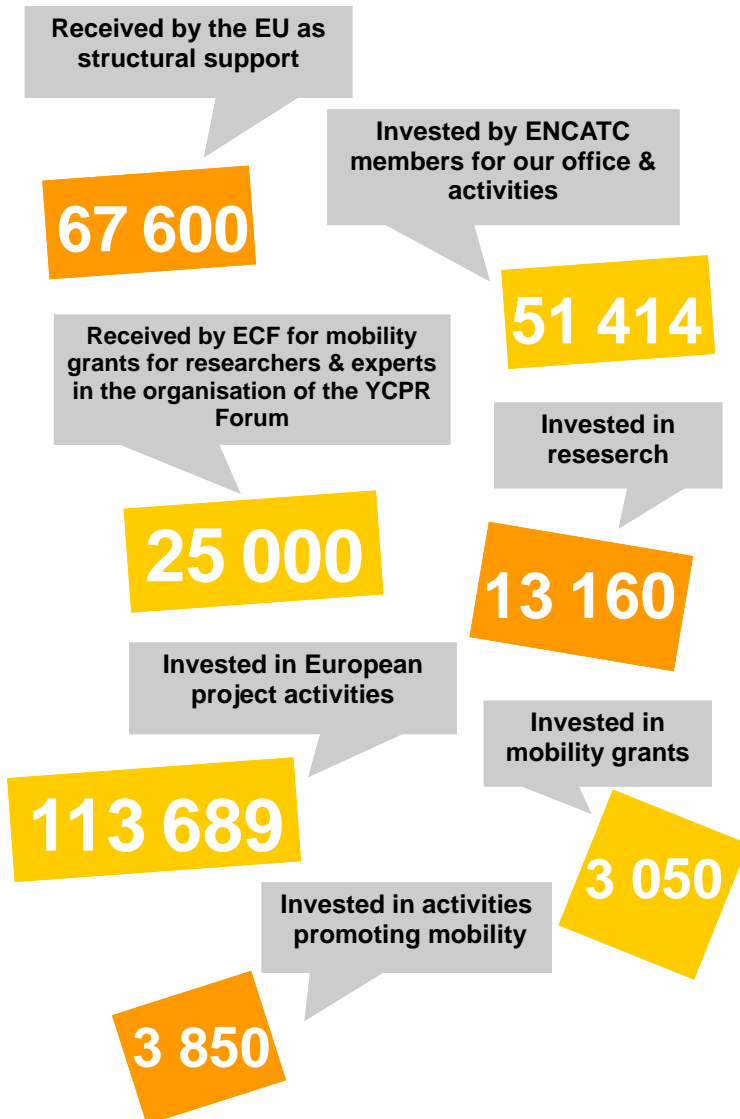 Received by the EU as
structural support
67 600
Invested by ENCATC
members for our office &
activities
51 414
Received by ECF for mobility
grants for researchers & experts
in the organisation of the YCPR
Forum
25 000
Invested in
reseserch
13 160
Invested in European
project activities
113 689
Invested in
mobility grants
3 050
Invested in activities
promoting mobility
3 850